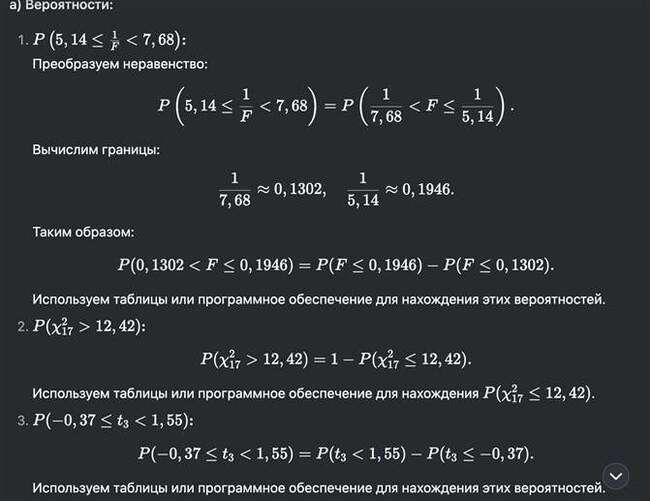 а) Вероятности:
1. P(5,14 ≤ 1/F < 7,68):
Преобразуем неравенство:
P(5,14 ≤ 1/F < 7,68) = P(1/7,68 < F ≤ 1/5,14).
Вычислим границы:
1/7,68 ≈ 0,1302, 1/5,14 ≈ 0,1946.
Таким образом:
P(0,1302 < F ≤ 0,1946) = P(F ≤ 0,1946) − P(F ≤ 0,1302).
Используем таблицы или программное обеспечение для нахождения этих вероятностей.
2. P(χ²₁₇ > 12,42):
P(χ²₁₇ > 12,42) = 1 − P(χ²₁₇ ≤ 12,42).
Используем таблицы или программное обеспечение для нахождения P(χ²₁₇ ≤ 12,42).
3. P(−0,37 ≤ t₃ < 1,55):
P(−0,37 ≤ t₃ < 1,55) = P(t₃ < 1,55) − P(t₃ ≤ −0,37).
Используем таблицы или программное обеспечение для нахождения этих вероятностей.